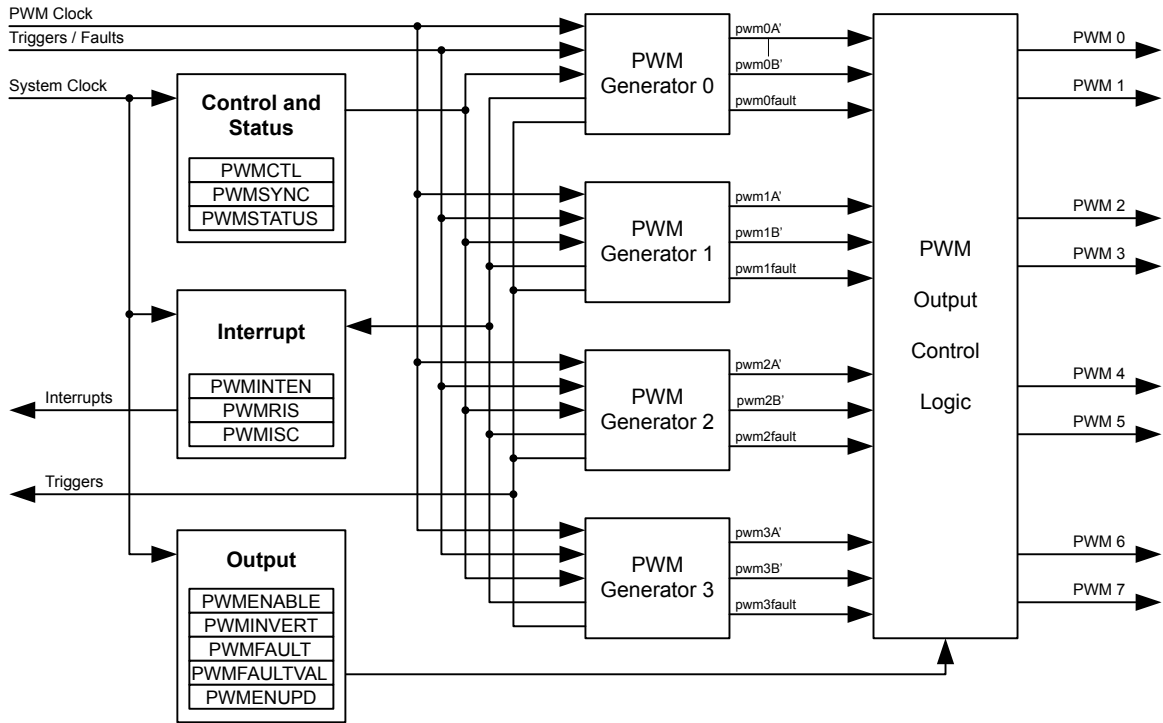 PWM Clock
Triggers / Faults
System Clock
Control and
Status
PWMCTL
PWMSYNC
PWMSTATUS
Interrupt
PWMINTEN
PWMRIS
PWMISC
Interrupts
Triggers
Output
PWMENABLE
PWMINVERT
PWMFAULT
PWMFAULTVAL
PWMENUPD
PWM
Generator 0
pwm0A'
pwm0B'
pwm0fault
PWM
Generator 1
pwm1A'
pwm1B'
pwm1fault
PWM
Generator 2
pwm2A'
pwm2B'
pwm2fault
PWM
Generator 3
pwm3A'
pwm3B'
pwm3fault
PWM
Output
Control
Logic
PWM 0
PWM 1
PWM 2
PWM 3
PWM 4
PWM 5
PWM 6
PWM 7